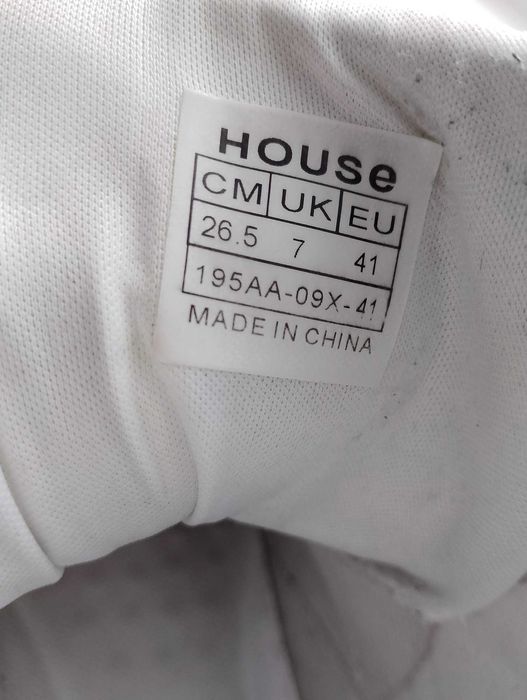 HOUSe
CM UK EU
26.5 7 41
195AA-09X-41
MADE IN CHINA